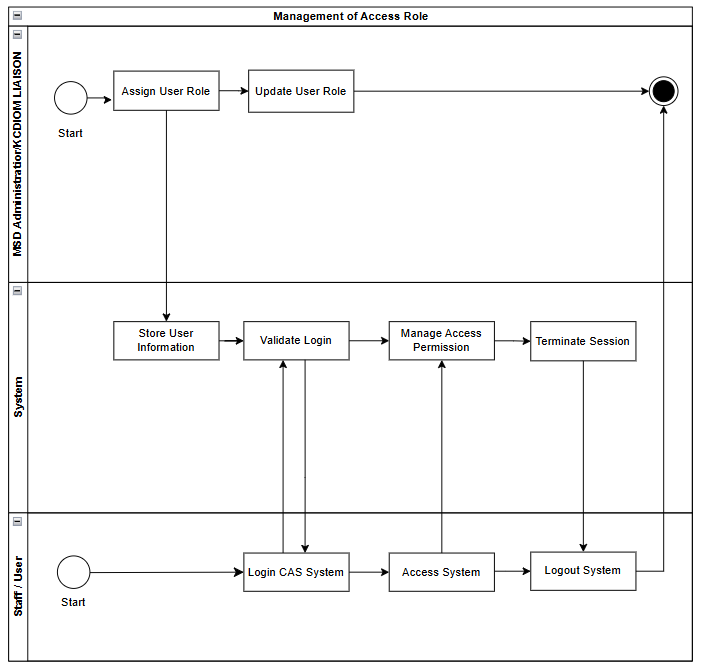 Management of Access Role
MSD Administratior/KCDIOM LIAISON
Assign User Role
Update User Role
Start
System
Store User
Information
Validate Login
Manage Access
Permission
Terminate Session
Staff / User
Login CAS System
Access System
Logout System
Start